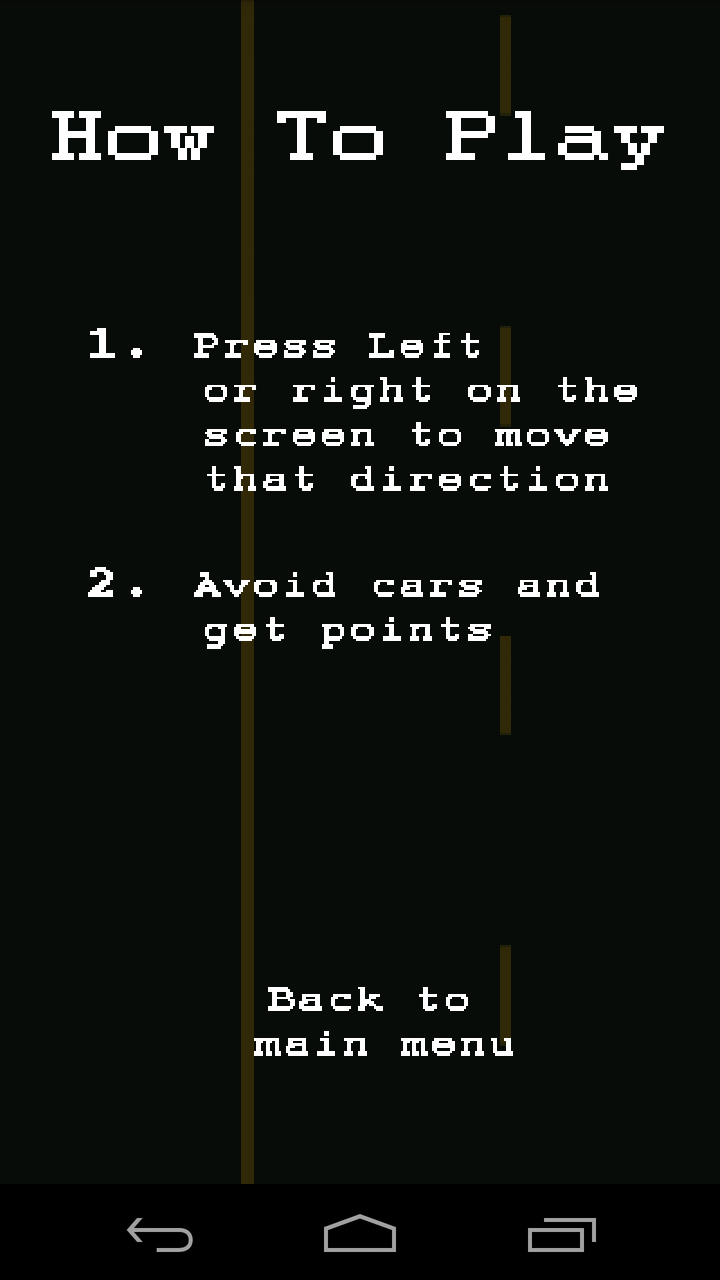 How To Play
1. Press Left
or right on the
screen to move
that direction
2. Avoid cars and
get points
Back to
main menu